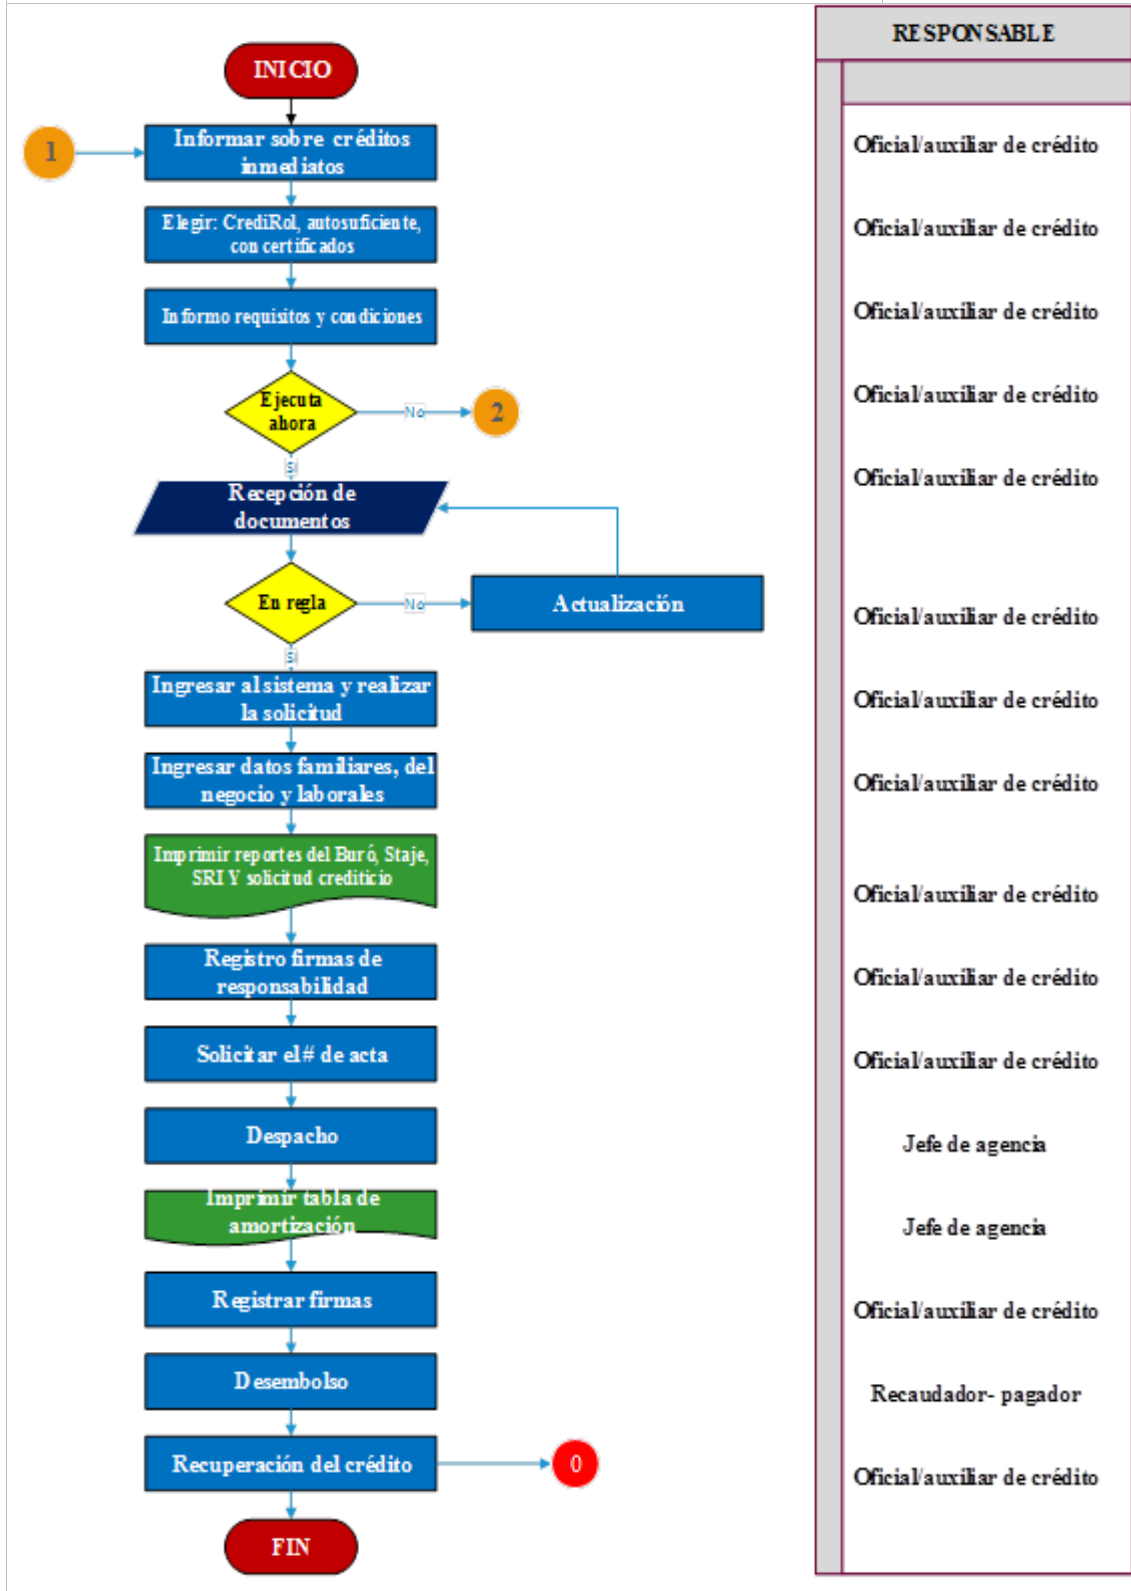 RESPONSABLE
INICIO
1
Informar sobre créditos
inmediatos
Oficial/auxiliar de crédito
Elegir: CrediRol, autosuficiente,
con certificados
Oficial/auxiliar de crédito
Informo requisitos y condiciones
Oficial/auxiliar de crédito
Ejecuta
ahora
No
2
Oficial/auxiliar de crédito
Si
Recepción de
documentos
Oficial/auxiliar de crédito
En regla
No
Actualización
Oficial/auxiliar de crédito
Si
Ingresar al sistema y realizar
la solicitud
Oficial/auxiliar de crédito
Ingresar datos familiares, del
negocio y laborales
Oficial/auxiliar de crédito
Imprimir reportes del Buró, Staje,
SRI Y solicitud crediticio
Oficial/auxiliar de crédito
Registro firmas de
responsabilidad
Oficial/auxiliar de crédito
Solicitar el # de acta
Oficial/auxiliar de crédito
Despacho
Jefe de agencia
Imprimir tabla de
amortización
Jefe de agencia
Registrar firmas
Oficial/auxiliar de crédito
Desembolso
Recaudador- pagador
Recuperación del crédito
0
Oficial/auxiliar de crédito
FIN